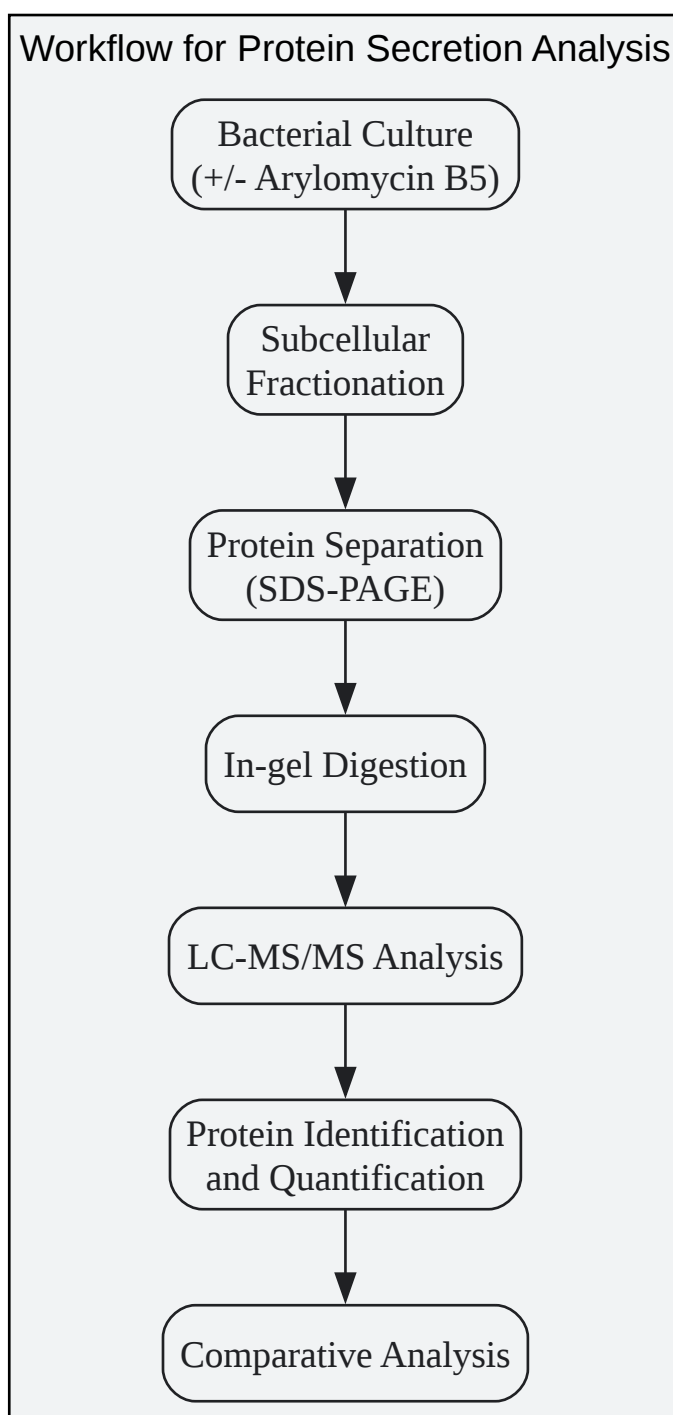 Workflow for Protein Secretion Analysis
Bacterial Culture
(+/- Arylomycin B5)
Subcellular
Fractionation
Protein Separation
(SDS-PAGE)
In-gel Digestion
LC-MS/MS Analysis
Protein Identification
and Quantification
Comparative Analysis